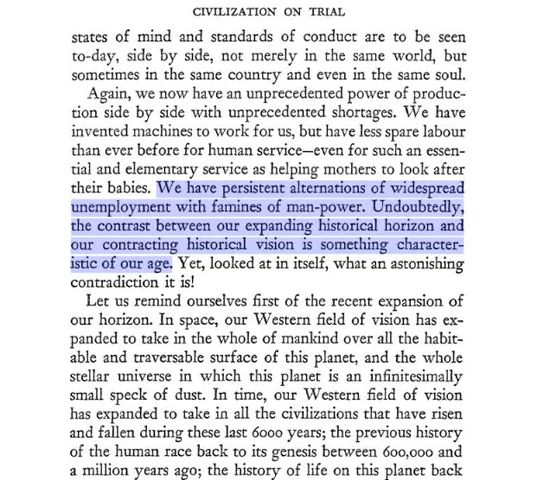 CIVILIZATION ON TRIAL
states of mind and standards of conduct are to be seen
to-day, side by side, not merely in the same world, but
sometimes in the same country and even in the same soul.
Again, we now have an unprecedented power of produc-
tion side by side with unprecedented shortages. We have
invented machines to work for us, but have less spare labour
than ever before for human service—even for such an essen-
tial and elementary service as helping mothers to look after
their babies. We have persistent alternations of widespread
unemployment with famines of man-power. Undoubtedly,
the contrast between our expanding historical horizon and
our contracting historical vision is something character-
istic of our age. Yet, looked at in itself, what an astonishing
contradiction it is!
Let us remind ourselves first of the recent expansion of
our horizon. In space, our Western field of vision has ex-
panded to take in the whole of mankind over all the habit-
able and traversable surface of this planet, and the whole
stellar universe in which this planet is an infinitesimally
small speck of dust. In time, our Western field of vision
has expanded to take in all the civilizations that have risen
and fallen during these last 6000 years; the previous history
of the human race back to its genesis between 600,000 and
a million years ago; the history of life on this planet back